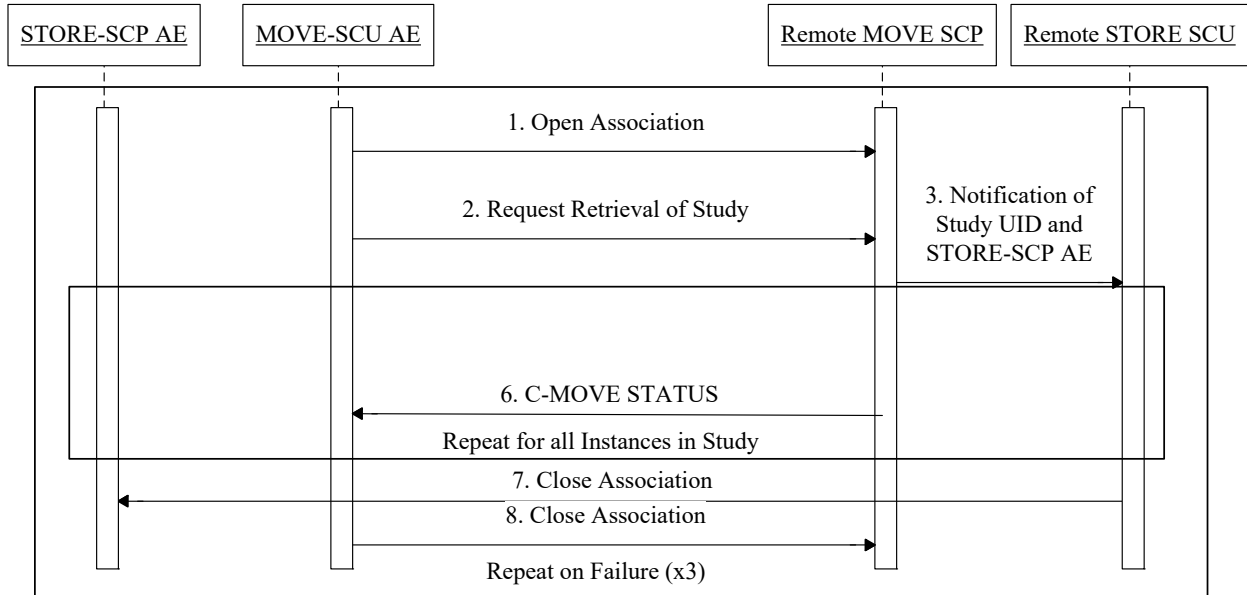 STORE-SCP AE
MOVE-SCU AE
Remote MOVE SCP
Remote STORE SCU
1. Open Association
2. Request Retrieval of Study
3. Notification of
Study UID and
STORE-SCP AE
6. C-MOVE STATUS
Repeat for all Instances in Study
7. Close Association
8. Close Association
Repeat on Failure (x3)